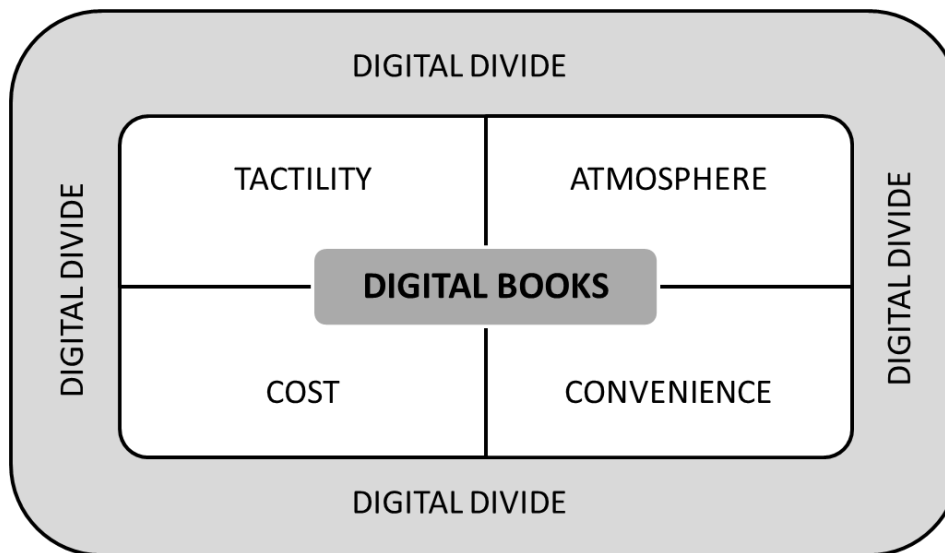 DIGITAL DIVIDE
TACTILITY
ATMOSPHERE
DIGITAL DIVIDE
DIGITAL BOOKS
DIGITAL DIVIDE
COST
CONVENIENCE
DIGITAL DIVIDE